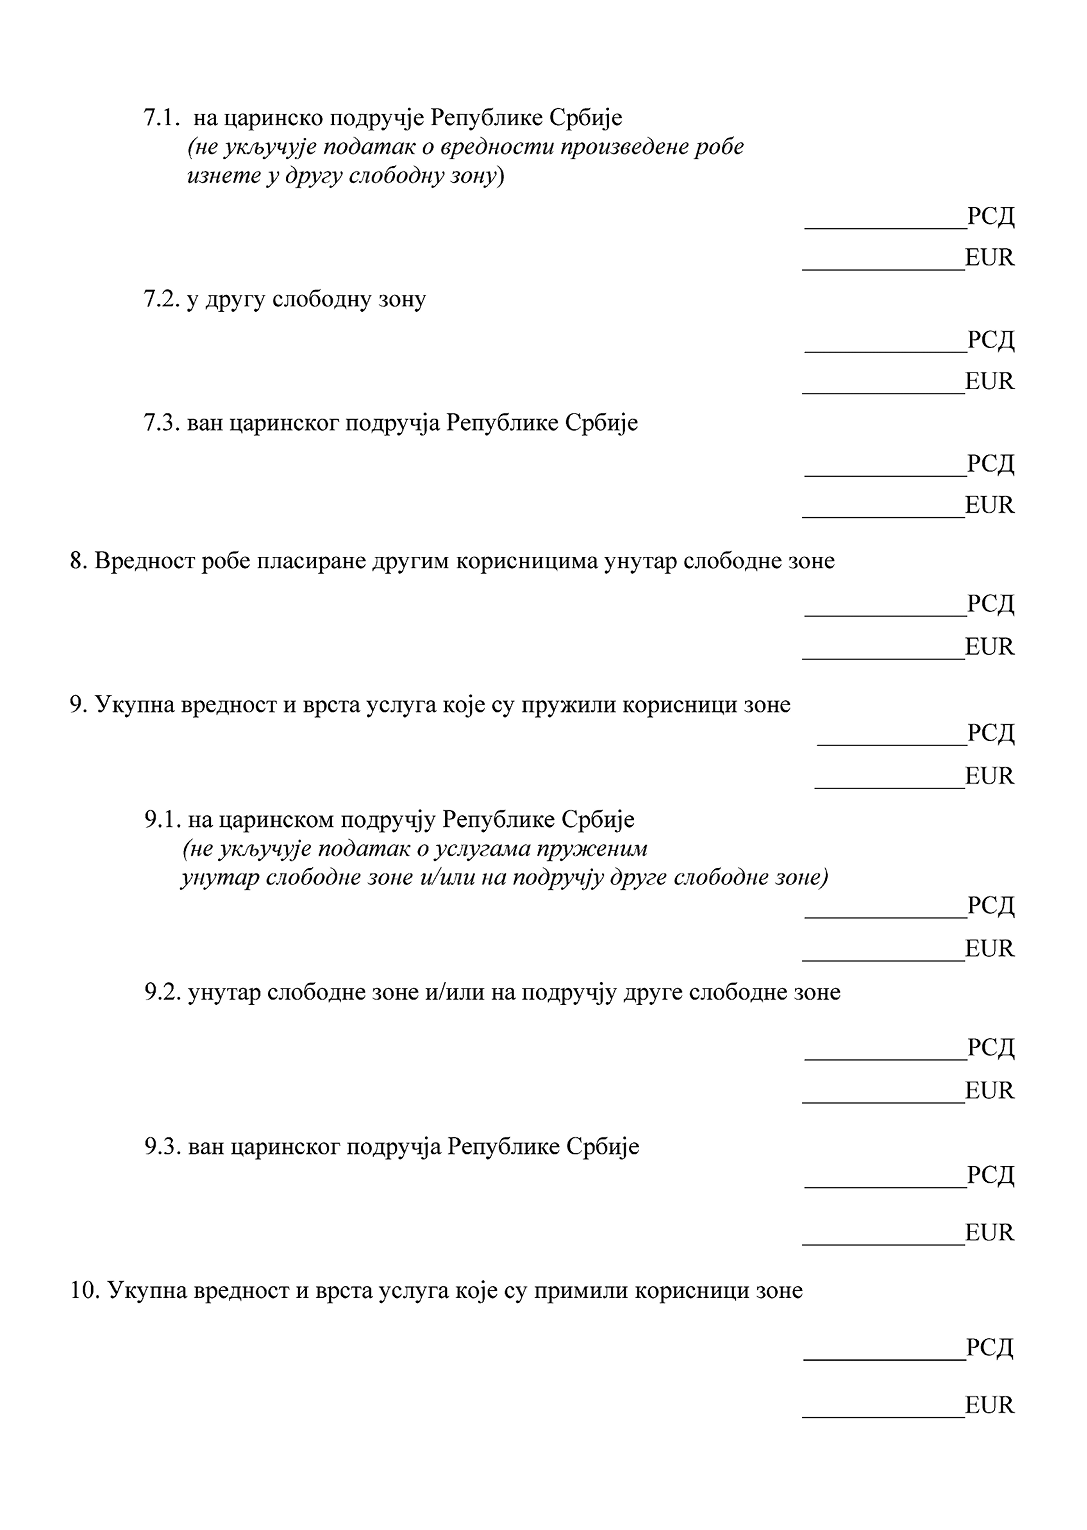 7.1. на царинско подручје Републике Србије
(не укључује податак о вредности произведене робе
изнете у другу слободну зону)
_____________РСД
_____________EUR
7.2. у другу слободну зону
_____________РСД
_____________EUR
7.3. ван царинског подручја Републике Србије
_____________РСД
_____________EUR
8. Вредност робе пласиране другим корисницима унутар слободне зоне
_____________РСД
_____________EUR
9. Укупна вредност и врста услуга које су пружили корисници зоне
____________РСД
____________EUR
9.1. на царинском подручју Републике Србије
(не укључује податак о услугама пруженим
унутар слободне зоне и/или на подручју друге слободне зоне)
_____________РСД
_____________EUR
9.2. унутар слободне зоне и/или на подручју друге слободне зоне
_____________РСД
_____________EUR
9.3. ван царинског подручја Републике Србије
_____________РСД
_____________EUR
10. Укупна вредност и врста услуга које су примили корисници зоне
_____________РСД
_____________EUR